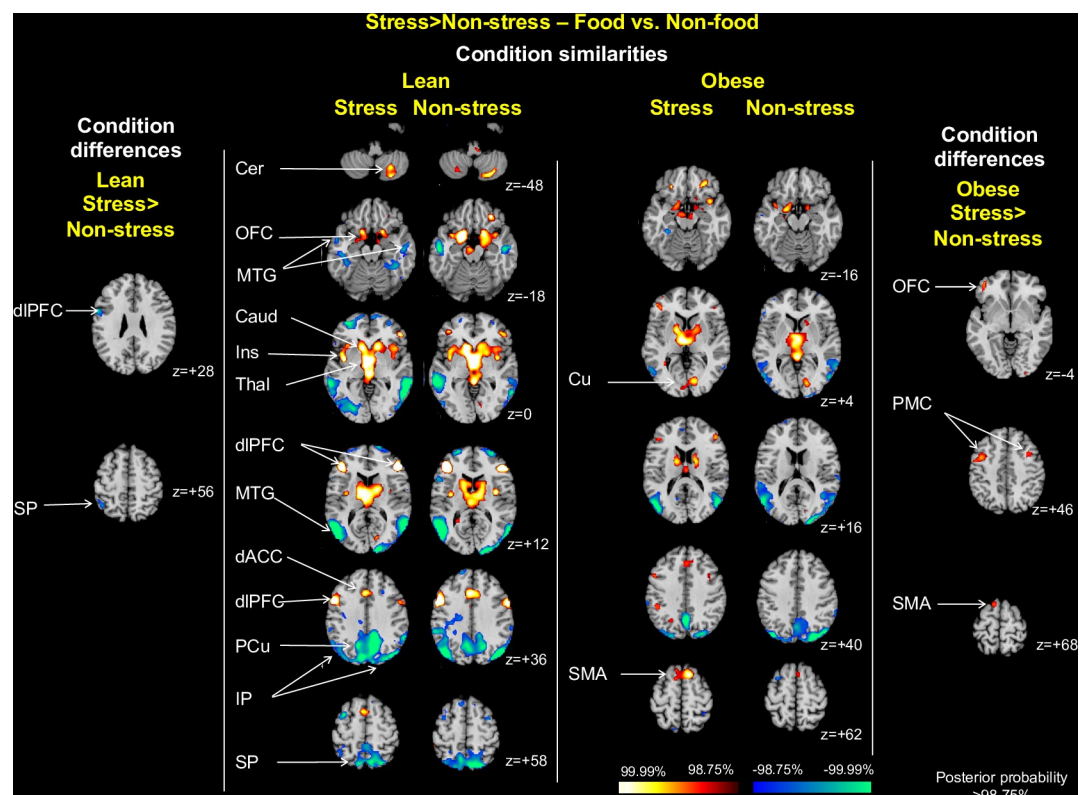 Stress>Non-stress – Food vs. Non-food
Condition similarities
Lean
Obese
Stress
Non-stress
Stress
Non-stress
Condition
differences
Lean
Stress>
Non-stress
dlPFC
z=+28
SP
z=+56
Cer
z=-48
OFC
MTG
z=-18
Caud
Ins
Thal
z=0
dlPFC
MTG
z=+12
dACC
dlPFC
PCu
IP
z=+36
SP
z=+58
z=-16
Cu
z=+4
z=+16
z=+40
SMA
z=+62
99.99%
98.75%
-98.75%
-99.99%
Condition
differences
Obese
Stress>
Non-stress
OFC
z=-4
PMC
z=+46
SMA
z=+68
Posterior probability
>98.75%